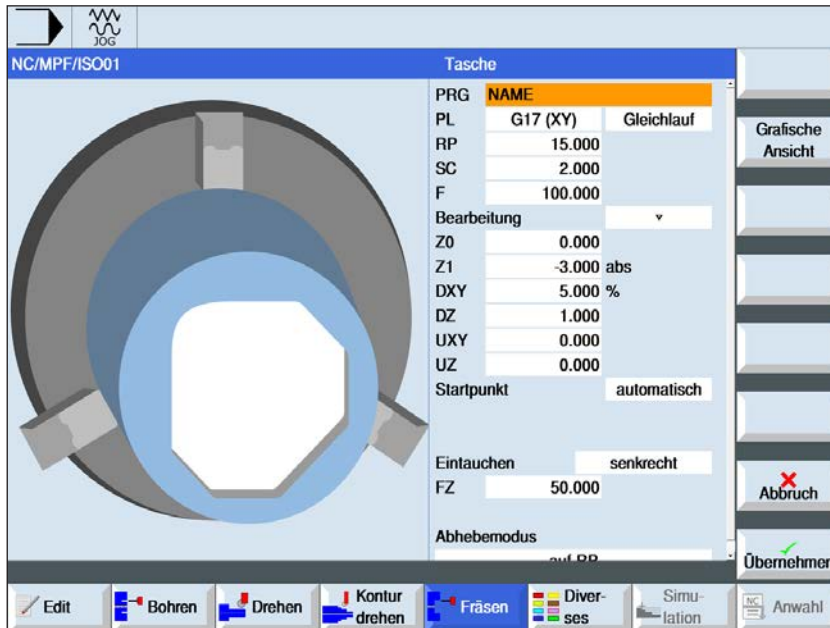 JOG
NC/MPF/ISO01
Tasche
PRG NAME
PL G17 (XY) Gleichlauf
RP 15.000
SC 2.000
F 100.000
Bearbeitung ▿
Z0 0.000
Z1 -3.000 abs
DXY 5.000 %
DZ 1.000
UXY 0.000
UZ 0.000
Startpunkt automatisch
Eintauchen senkrecht
FZ 50.000
Abhebemodus
auf RP
Grafische
Ansicht
Abbruch
Übernehmen
Edit
Bohren
Drehen
Kontur
drehen
Fräsen
Diver-
ses
Simu-
lation
NC
Anwahl